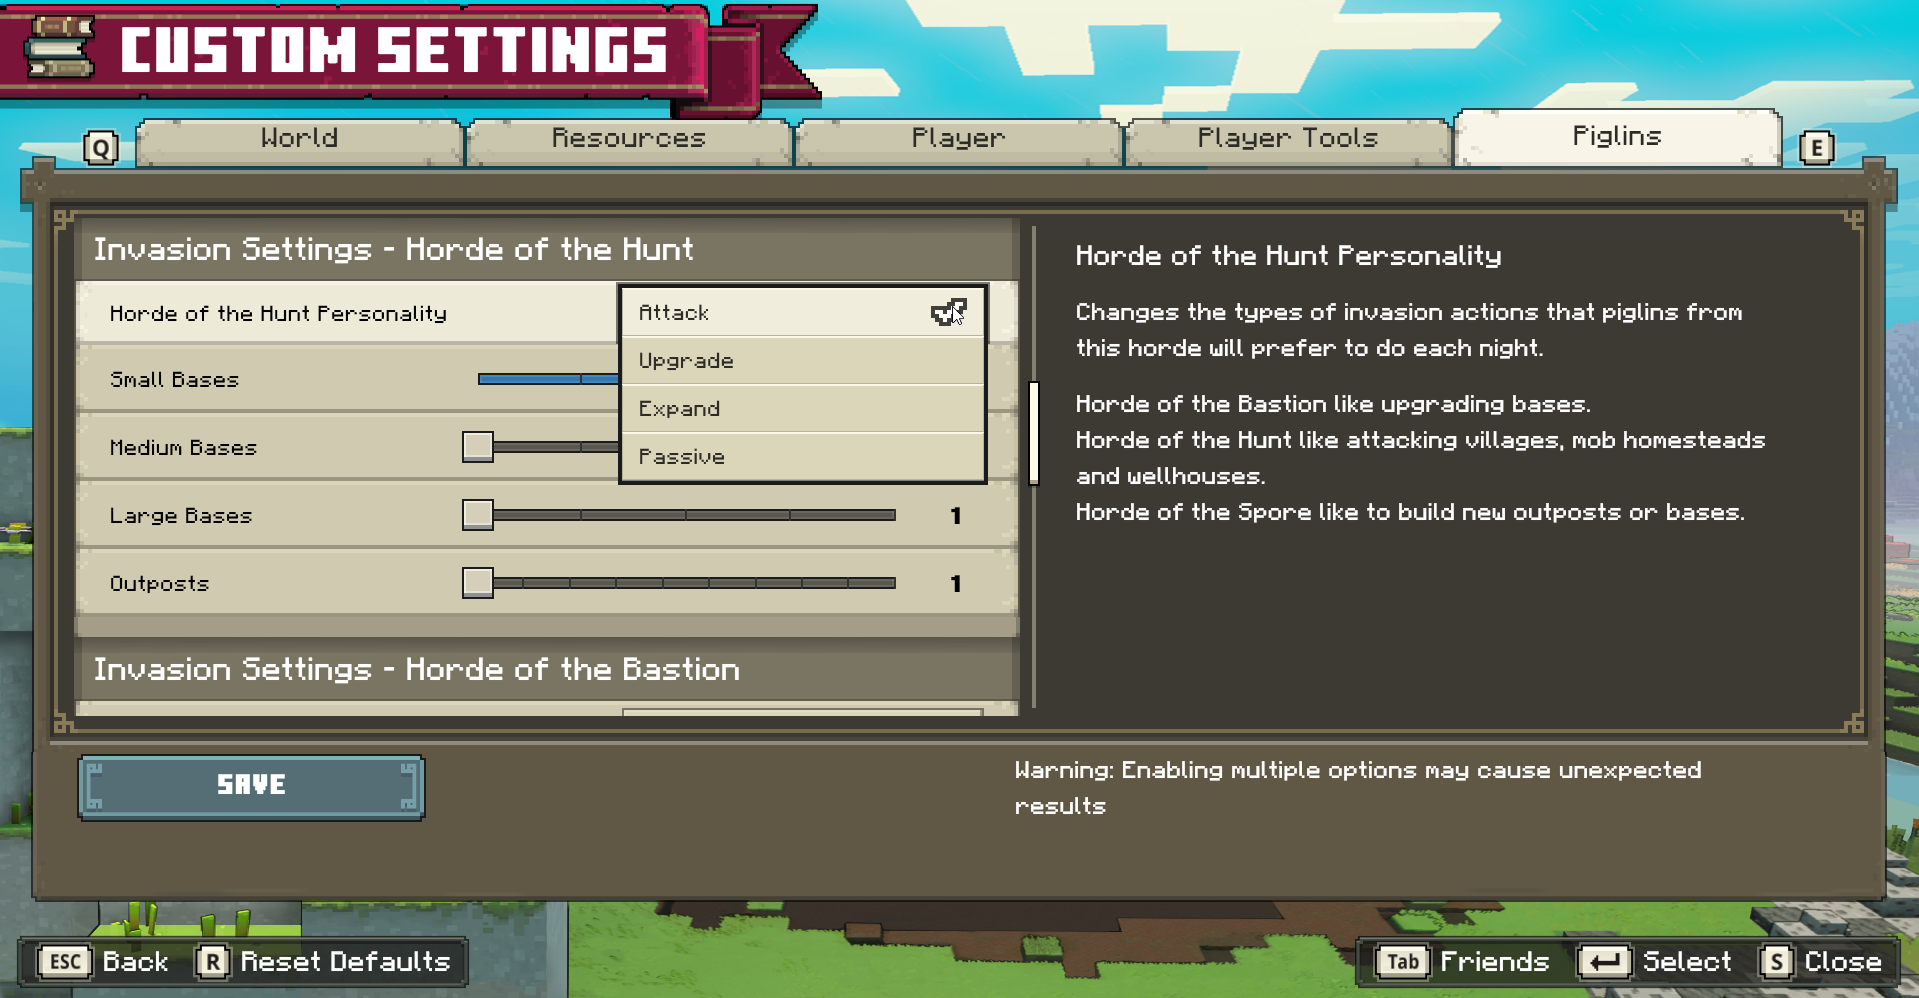 CUSTOM SETTINGS
Q
World
Resources
Player
Player Tools
Piglins
E
Invasion Settings - Horde of the Hunt
Horde of the Hunt Personality
Attack
Upgrade
Expand
Passive
Small Bases
Medium Bases
Large Bases
1
Outposts
1
Invasion Settings - Horde of the Bastion
Horde of the Hunt Personality
Changes the types of invasion actions that piglins from
this horde will prefer to do each night.
Horde of the Bastion like upgrading bases.
Horde of the Hunt like attacking villages, mob homesteads
and wellhouses.
Horde of the Spore like to build new outposts or bases.
SAVE
Warning: Enabling multiple options may cause unexpected
results
ESC Back R Reset Defaults
Tab Friends Select S Close